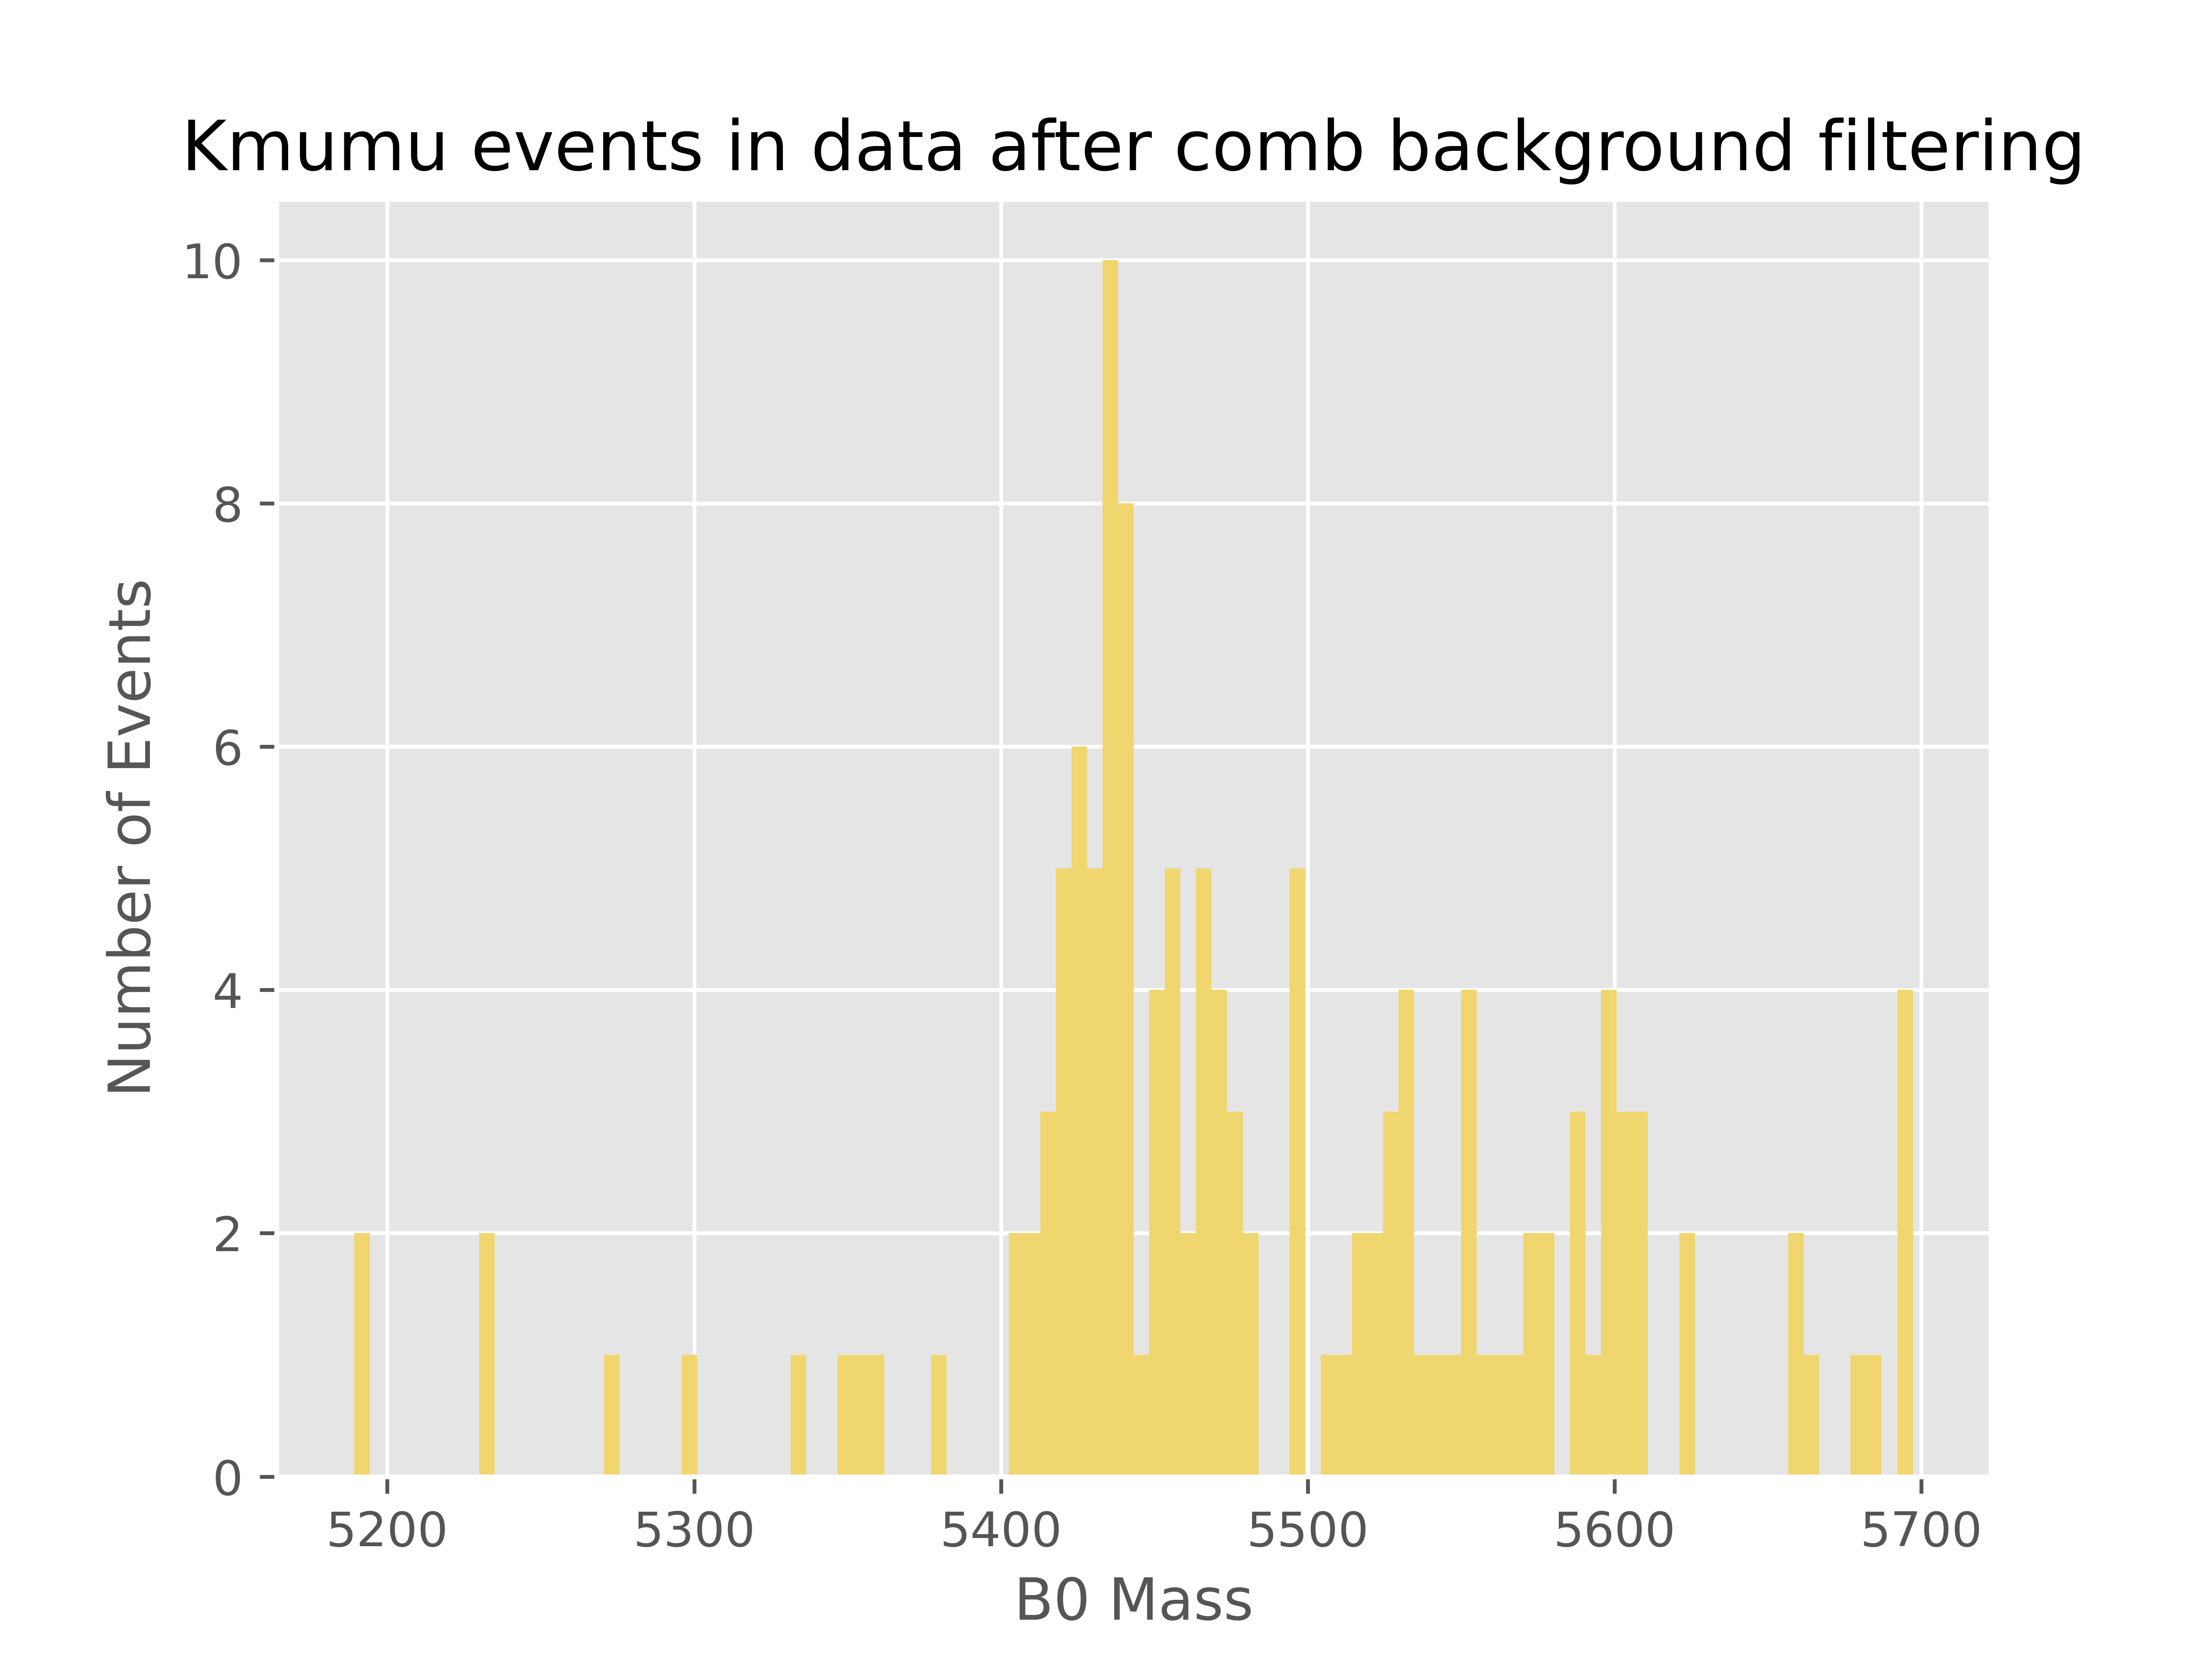 Kmumu events in data after comb background filtering
10
8
6
4
2
0
Number of Events
5200 5300 5400 5500 5600 5700
B0 Mass